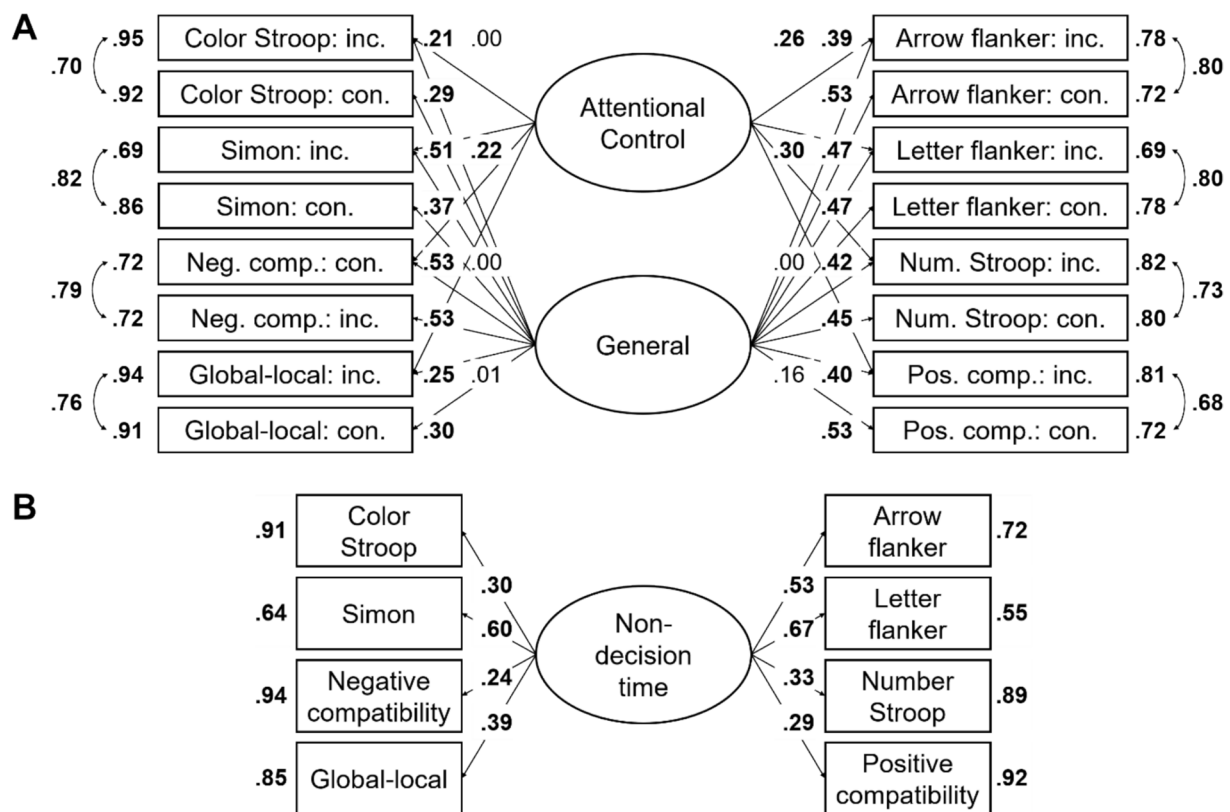 A
.95 Color Stroop: inc. .21 .00 .26 .39 Arrow flanker: inc. .78
.70 .80
.92 Color Stroop: con. .29 Attentional Control .53 Arrow flanker: con. .72
.69 Simon: inc. .51 .22 .30 .47 Letter flanker: inc. .69
.82 .80
.86 Simon: con. .37 .47 Letter flanker: con. .78
.72 Neg. comp.: con. .53 .00 .00 .42 Num. Stroop: inc. .82
.79 .73
.72 Neg. comp.: inc. .53 General .45 Num. Stroop: con. .80
.94 Global-local: inc. .25 .01 .16 .40 Pos. comp.: inc. .81
.76 .68
.91 Global-local: con. .30 .53 Pos. comp.: con. .72
B
.91 Color
Stroop
.30
.64 Simon
.60
.94 Negative
compatibility
.24
.39
.85 Global-local
Non-
decision
time
Arrow
flanker .72
.53
Letter
flanker .55
.67
.33
Number
Stroop .89
.29
Positive
compatibility .92